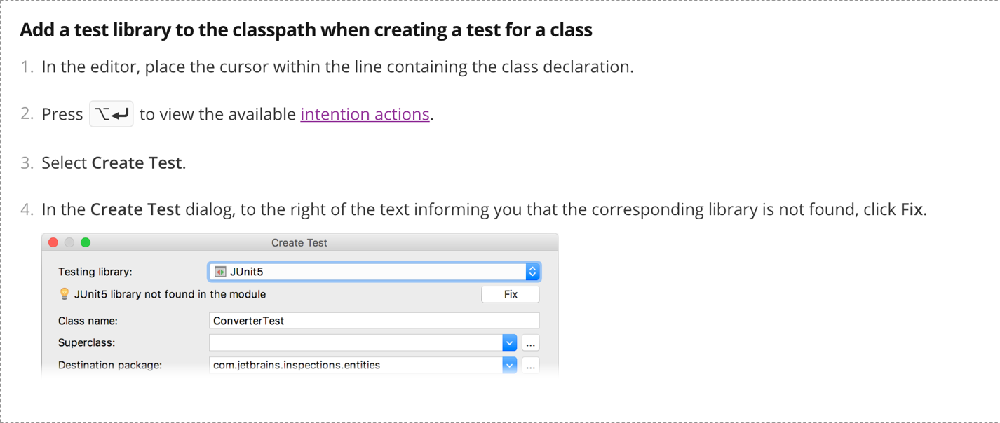 Add a test library to the classpath when creating a test for a class
1. In the editor, place the cursor within the line containing the class declaration.
2. Press ⌥↩ to view the available intention actions.
3. Select Create Test.
4. In the Create Test dialog, to the right of the text informing you that the corresponding library is not found, click Fix.
Create Test
Testing library: JUnit5
JUnit5 library not found in the module Fix
Class name: ConverterTest
Superclass: ...
Destination package: com.jetbrains.inspections.entities ...